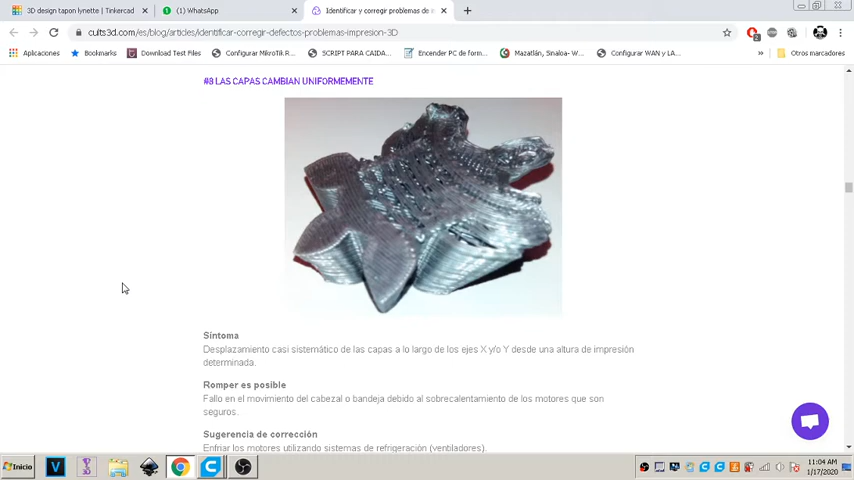 3D design tapon lynette | Tinkercad
(1) WhatsApp
Identificar y corregir problemas de in
cults3d.com/es/blog/articles/identificar-corregir-defectos-problemas-impresion-3D
Bookmarks
Download Test Files
Configurar MikroTiK R...
SCRIPT PARA CAIDA...
Encender PC de form...
Mazatlán, Sinaloa- W...
Configurar WAN y LA...
Otros marcadores
#8 LAS CAPAS CAMBIAN UNIFORMEMENTE
Síntoma
Desplazamiento casi sistemático de las capas a lo largo de los ejes X y/o Y desde una altura de impresión
determinada.
Romper es posible
Fallo en el movimiento del cabezal o bandeja debido al sobrecalentamiento de los motores que son
seguros.
Sugerencia de corrección
Enfriar los motores utilizando sistemas de refrigeración (ventiladores).
Inicio
11:04 AM
1/17/2020